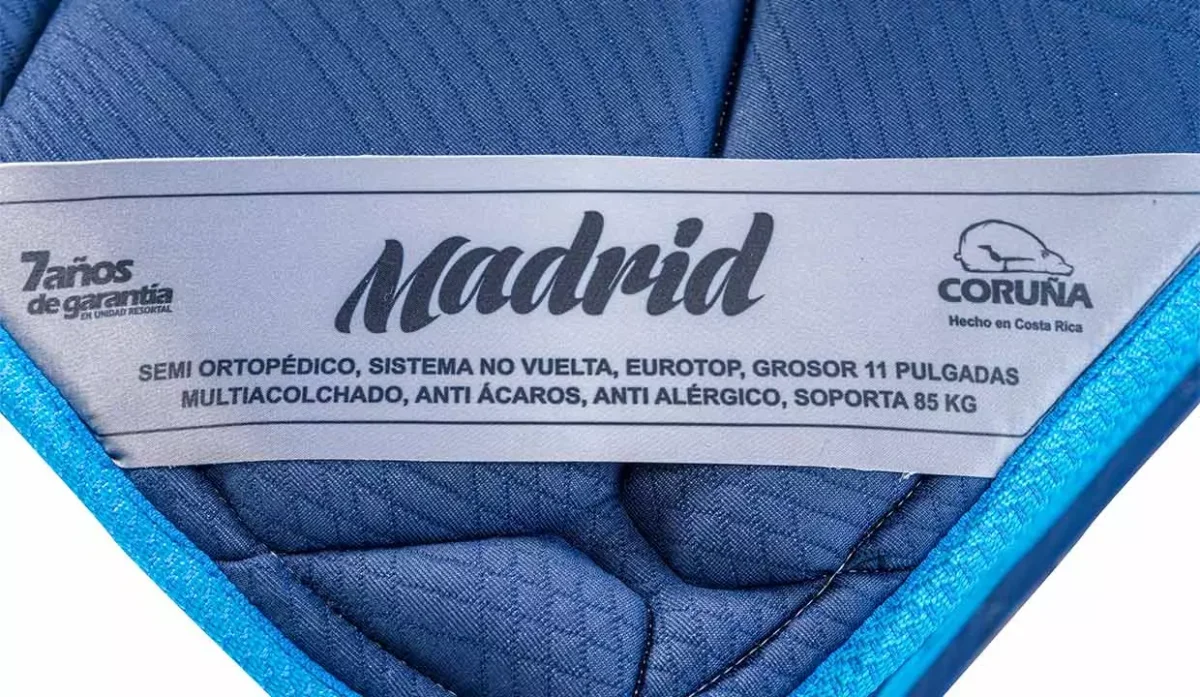 7años
de garantía
EN UNIDAD RESORTAL
Madrid
CORUÑA
Hecho en Costa Rica
SEMI ORTOPÉDICO, SISTEMA NO VUELTA, EUROTOP, GROSOR 11 PULGADAS
MULTIACOLCHADO, ANTI ÁCAROS, ANTI ALÉRGICO, SOPORTA 85 KG